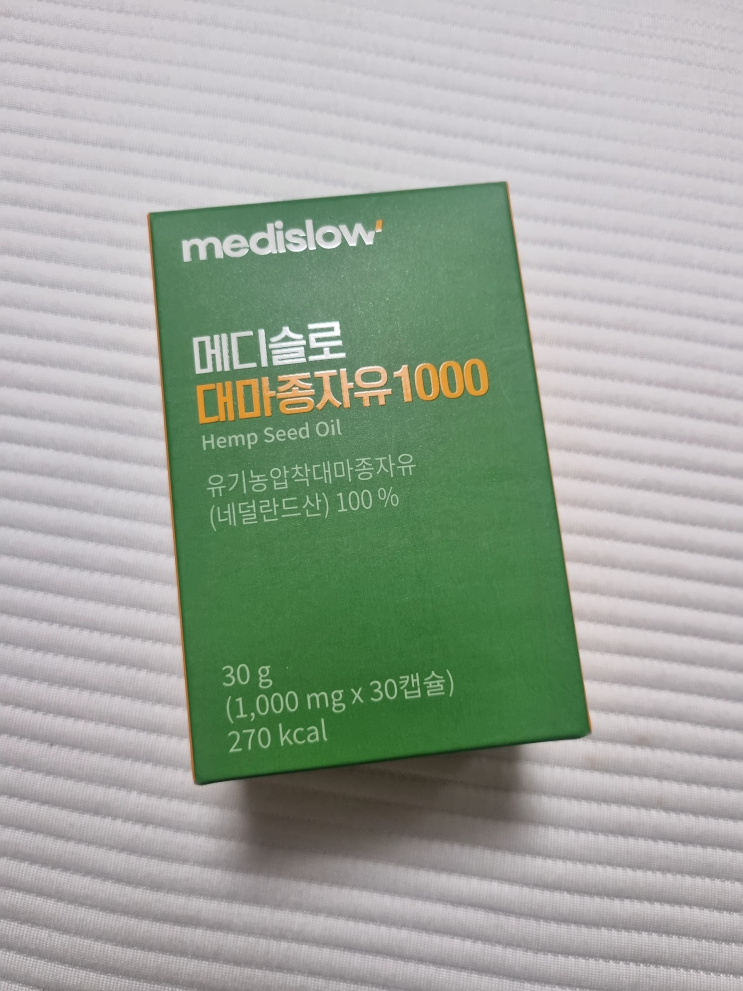 medislow
메디슬로
대마종자유1000
Hemp Seed Oil
유기농압착대마종자유
(네덜란드산) 100 %
30 g
(1,000 mg x 30캡슐)
270 kcal